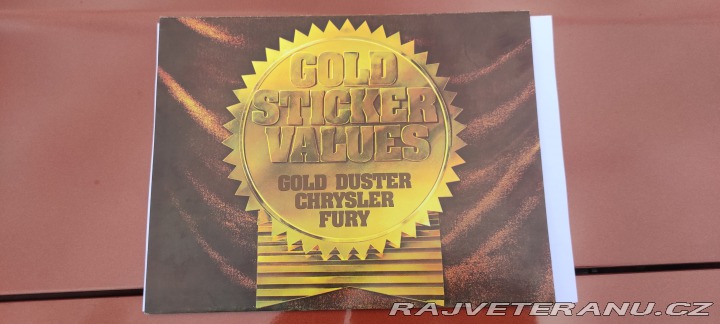 GOLD
STICKER
VALUES
GOLD DUSTER
CHRYSLER
FURY
RAJVETERANU.CZ